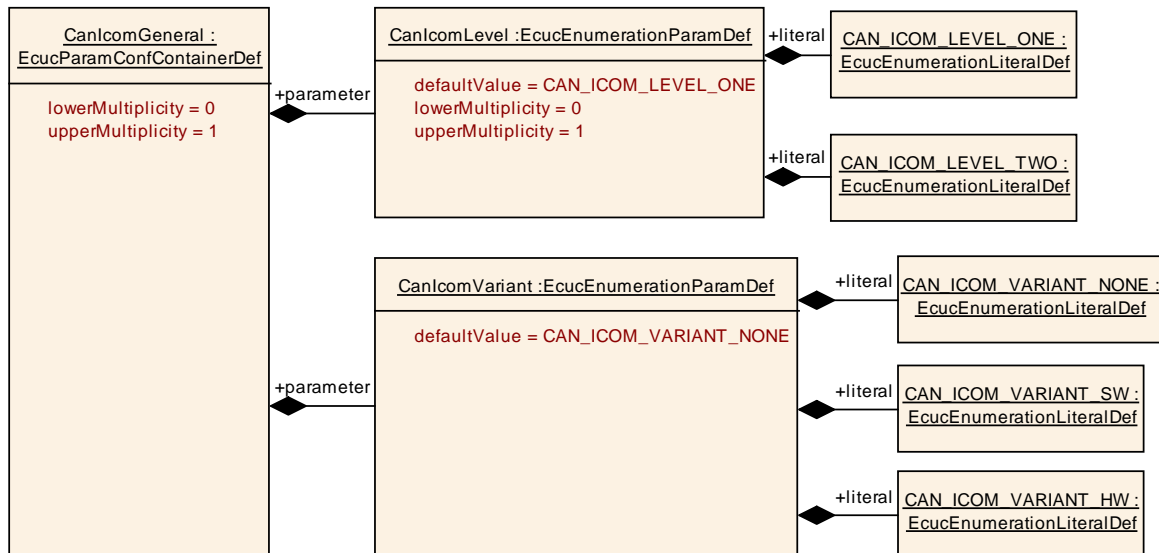 CanIcomGeneral :
EcucParamConfContainerDef
lowerMultiplicity = 0
upperMultiplicity = 1
+parameter
CanIcomLevel :EcucEnumerationParamDef
defaultValue = CAN_ICOM_LEVEL_ONE
lowerMultiplicity = 0
upperMultiplicity = 1
+literal
CAN_ICOM_LEVEL_ONE :
EcucEnumerationLiteralDef
+literal
CAN_ICOM_LEVEL_TWO :
EcucEnumerationLiteralDef
+parameter
CanIcomVariant :EcucEnumerationParamDef
defaultValue = CAN_ICOM_VARIANT_NONE
+literal
CAN_ICOM_VARIANT_NONE :
EcucEnumerationLiteralDef
+literal
CAN_ICOM_VARIANT_SW :
EcucEnumerationLiteralDef
+literal
CAN_ICOM_VARIANT_HW :
EcucEnumerationLiteralDef